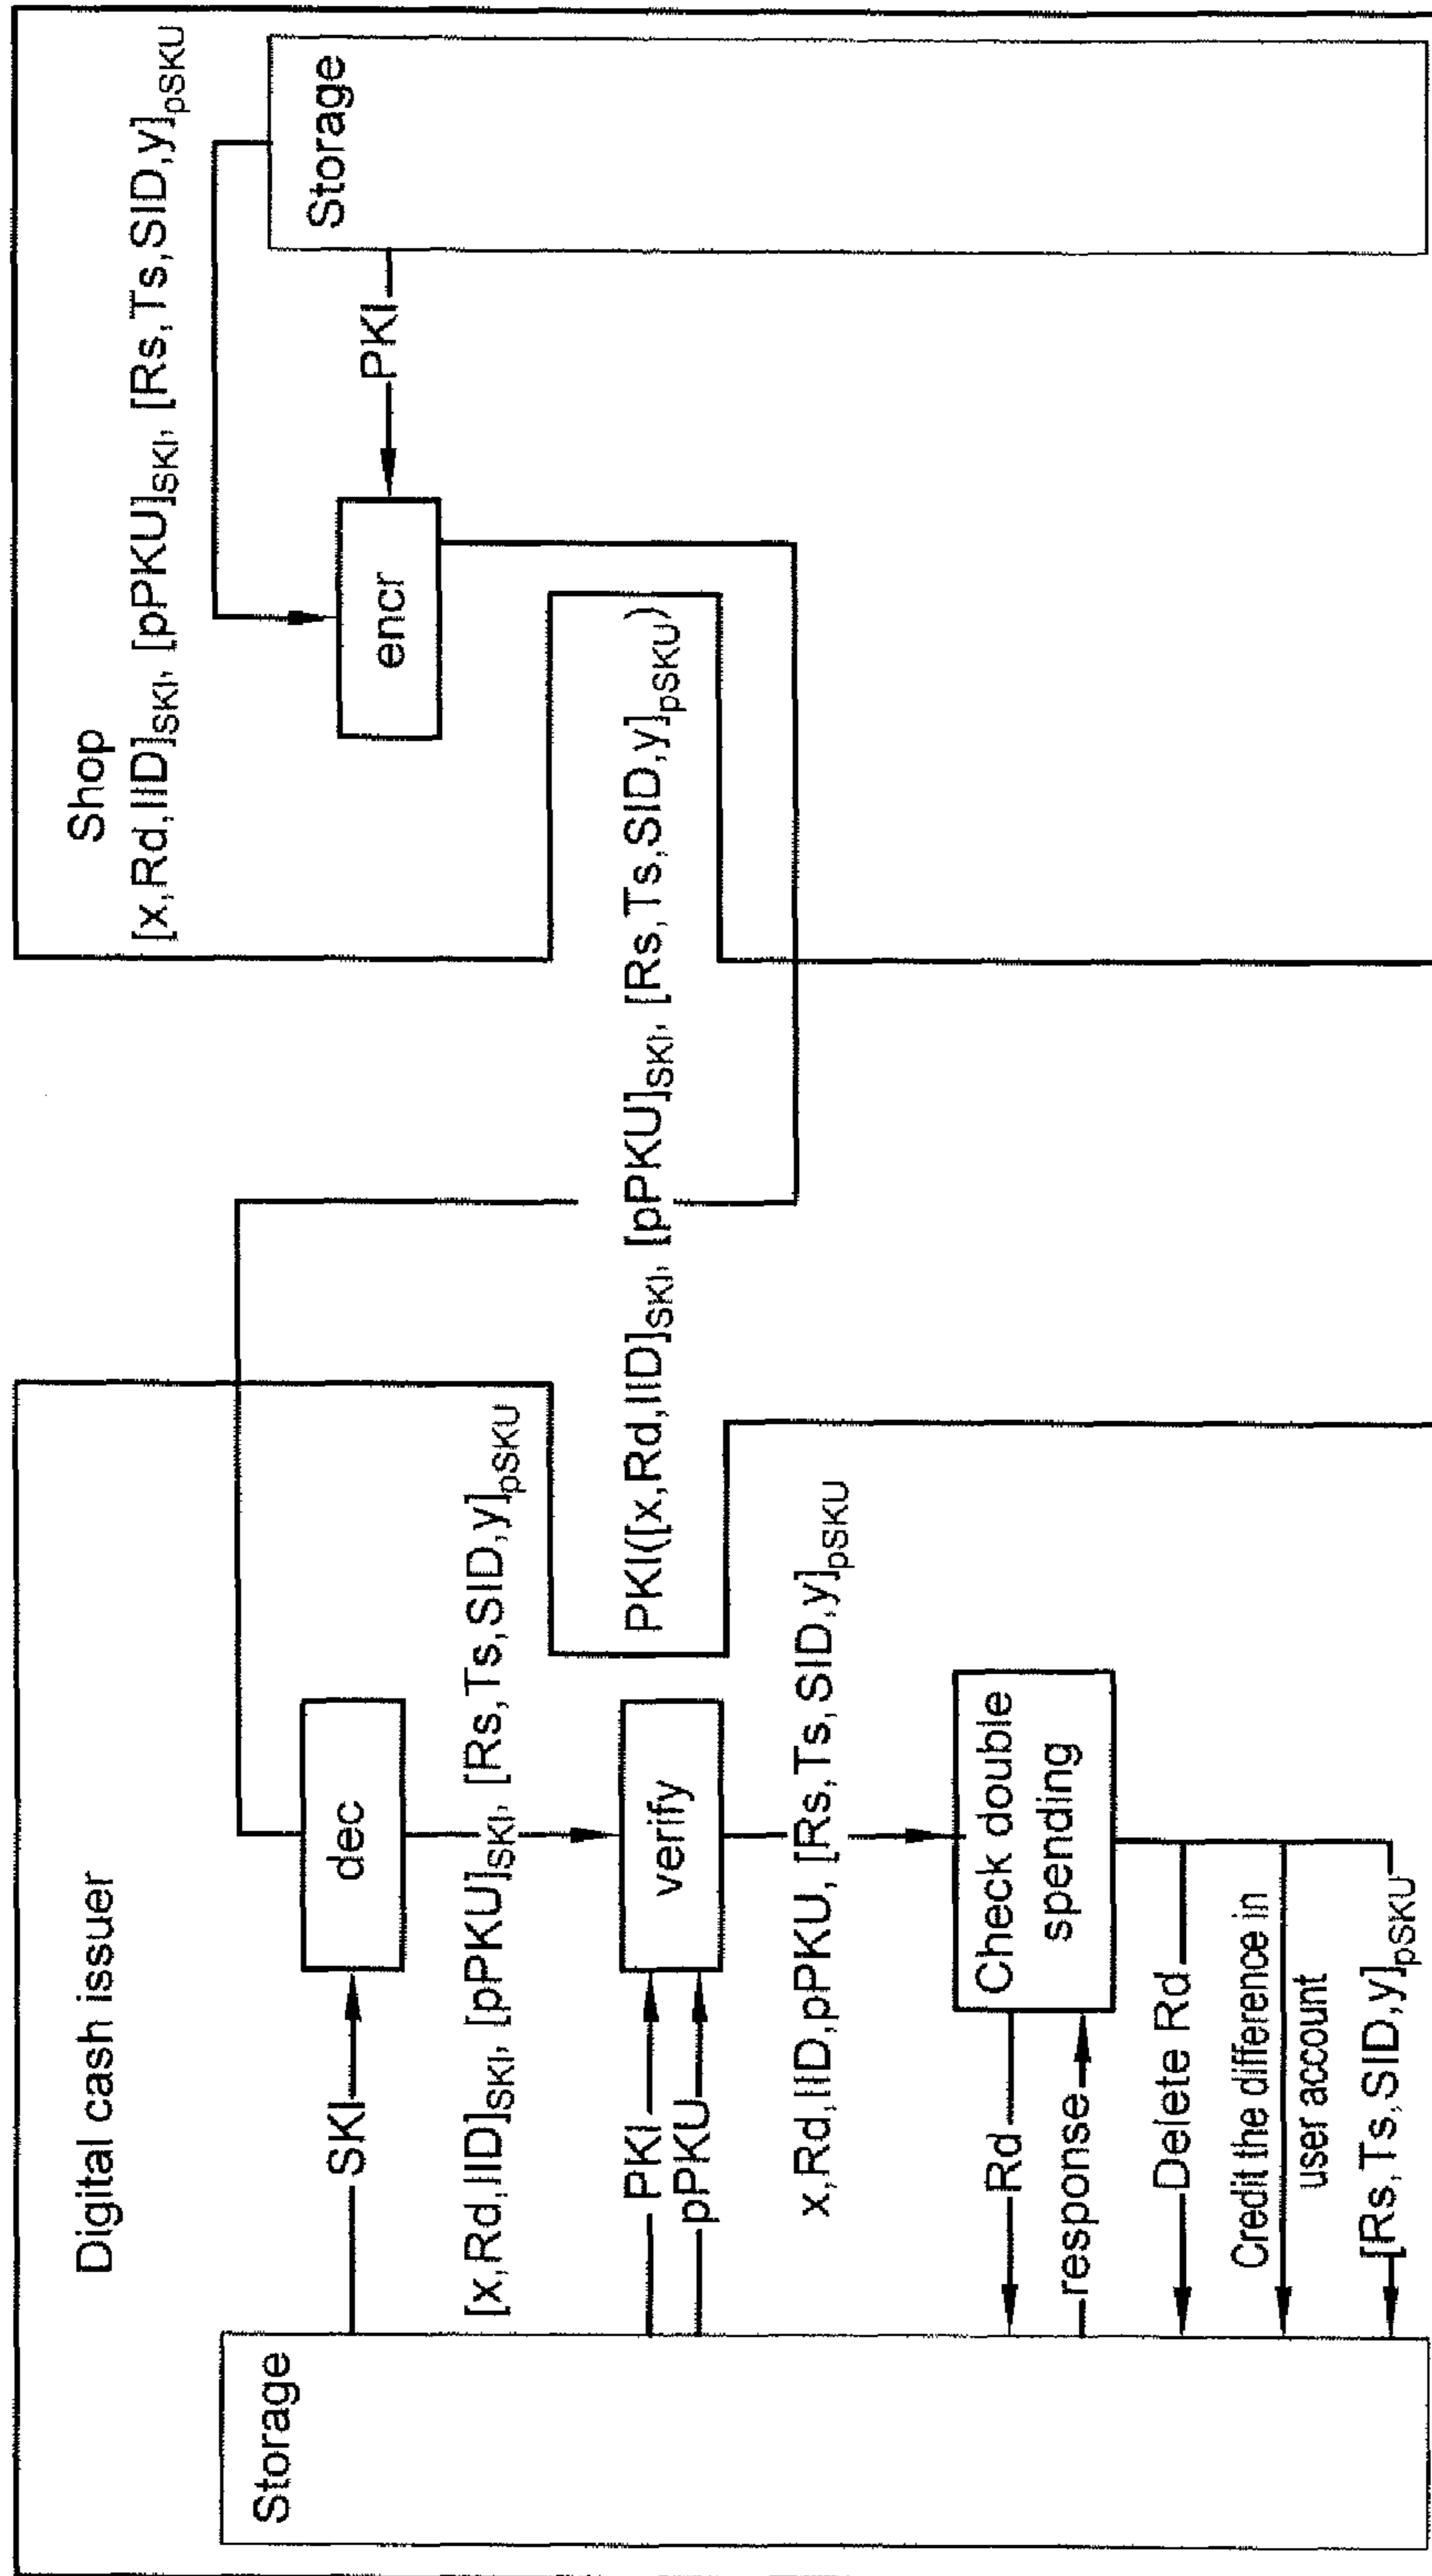 Digital cash issuer
Storage
SKI
dec
[x,Rd,IID]SKI, [pPKU]SKI, [Rs,Ts,SID,y]pSKU
PKI
pPKU
verify
x,Rd,IID,pPKU, [Rs,Ts,SID,y]pSKU
Rd
response
Check double
spending
Delete Rd
Credit the difference in
user account
[Rs,Ts,SID,y]pSKU
PKI([x,Rd,IID]SKI, [pPKU]SKI, [Rs,Ts,SID,y]pSKU)
Shop
[x,Rd,IID]SKI, [pPKU]SKI, [Rs,Ts,SID,y]pSKU
encr
PKI
Storage